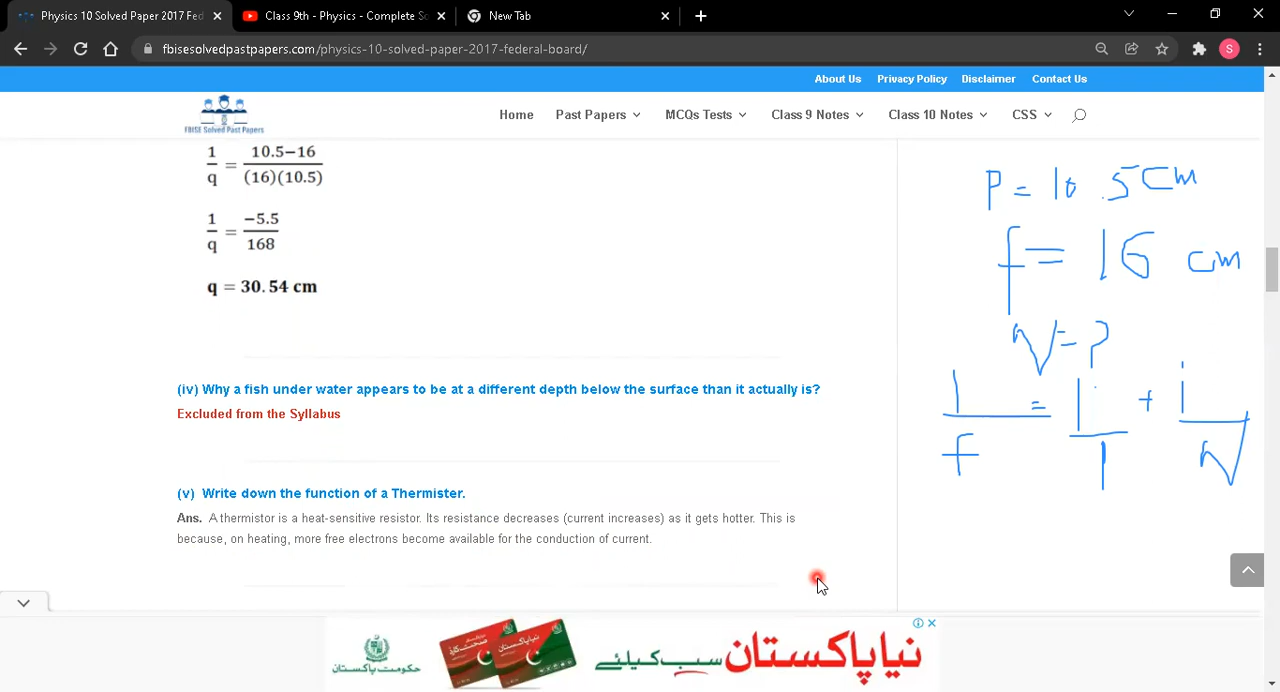 Physics 10 Solved Paper 2017 Fed
Class 9th - Physics - Complete S
New Tab
fbisesolvedpastpapers.com/physics-10-solved-paper-2017-federal-board/
S
About Us Privacy Policy Disclaimer Contact Us
FBISE Solved Past Papers
Home Past Papers MCQs Tests Class 9 Notes Class 10 Notes CSS
1/q = 10.5−16/(16)(10.5)
1/q = −5.5/168
q = 30.54 cm
P = 10.5 cm
f = 16 cm
q = ?
1/f = 1/p + 1/q
(iv) Why a fish under water appears to be at a different depth below the surface than it actually is?
Excluded from the Syllabus
(v) Write down the function of a Thermister.
Ans. A thermistor is a heat-sensitive resistor. Its resistance decreases (current increases) as it gets hotter. This is
because, on heating, more free electrons become available for the conduction of current.
حکومت پاکستان
نیا پاکستان
سب کیلئے